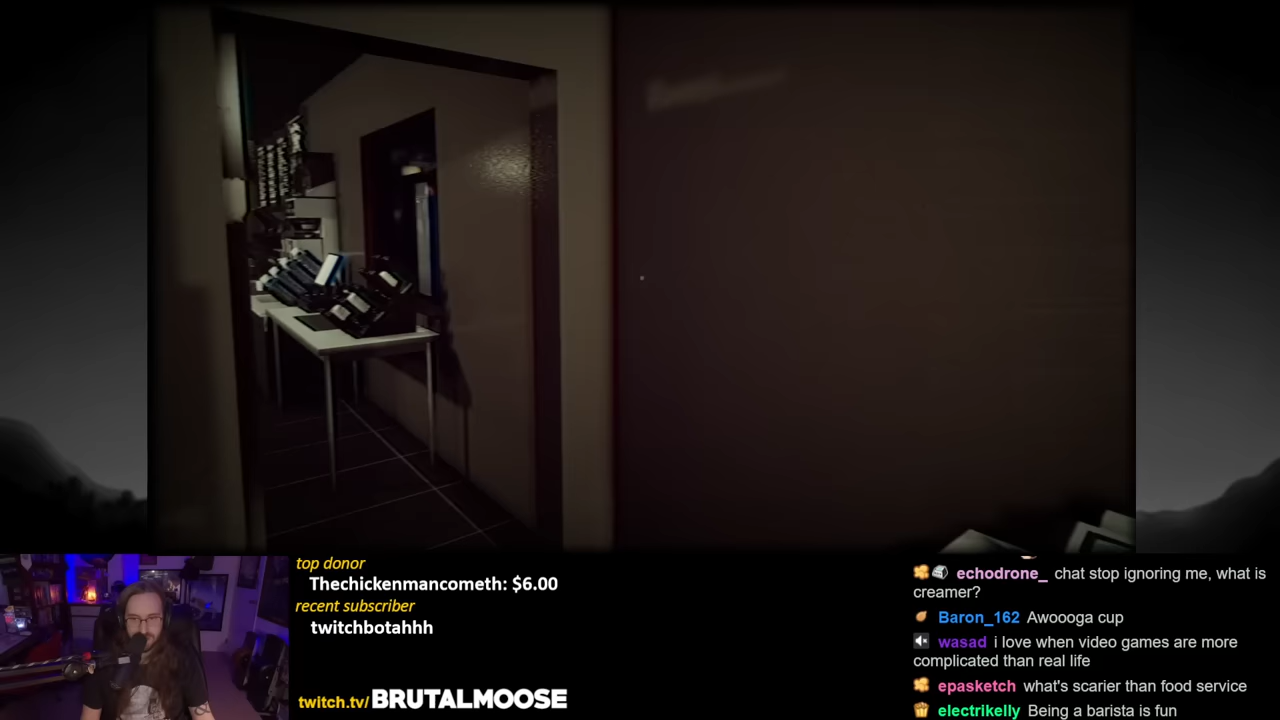 top donor
Thechickenmancometh: $6.00
recent subscriber
twitchbotahhh
twitch.tv/BRUTALMOOSE
echodrone_ chat stop ignoring me, what is
creamer?
Baron_162 Awoooga cup
wasad i love when video games are more
complicated than real life
epasketch what's scarier than food service
electrikelly Being a barista is fun